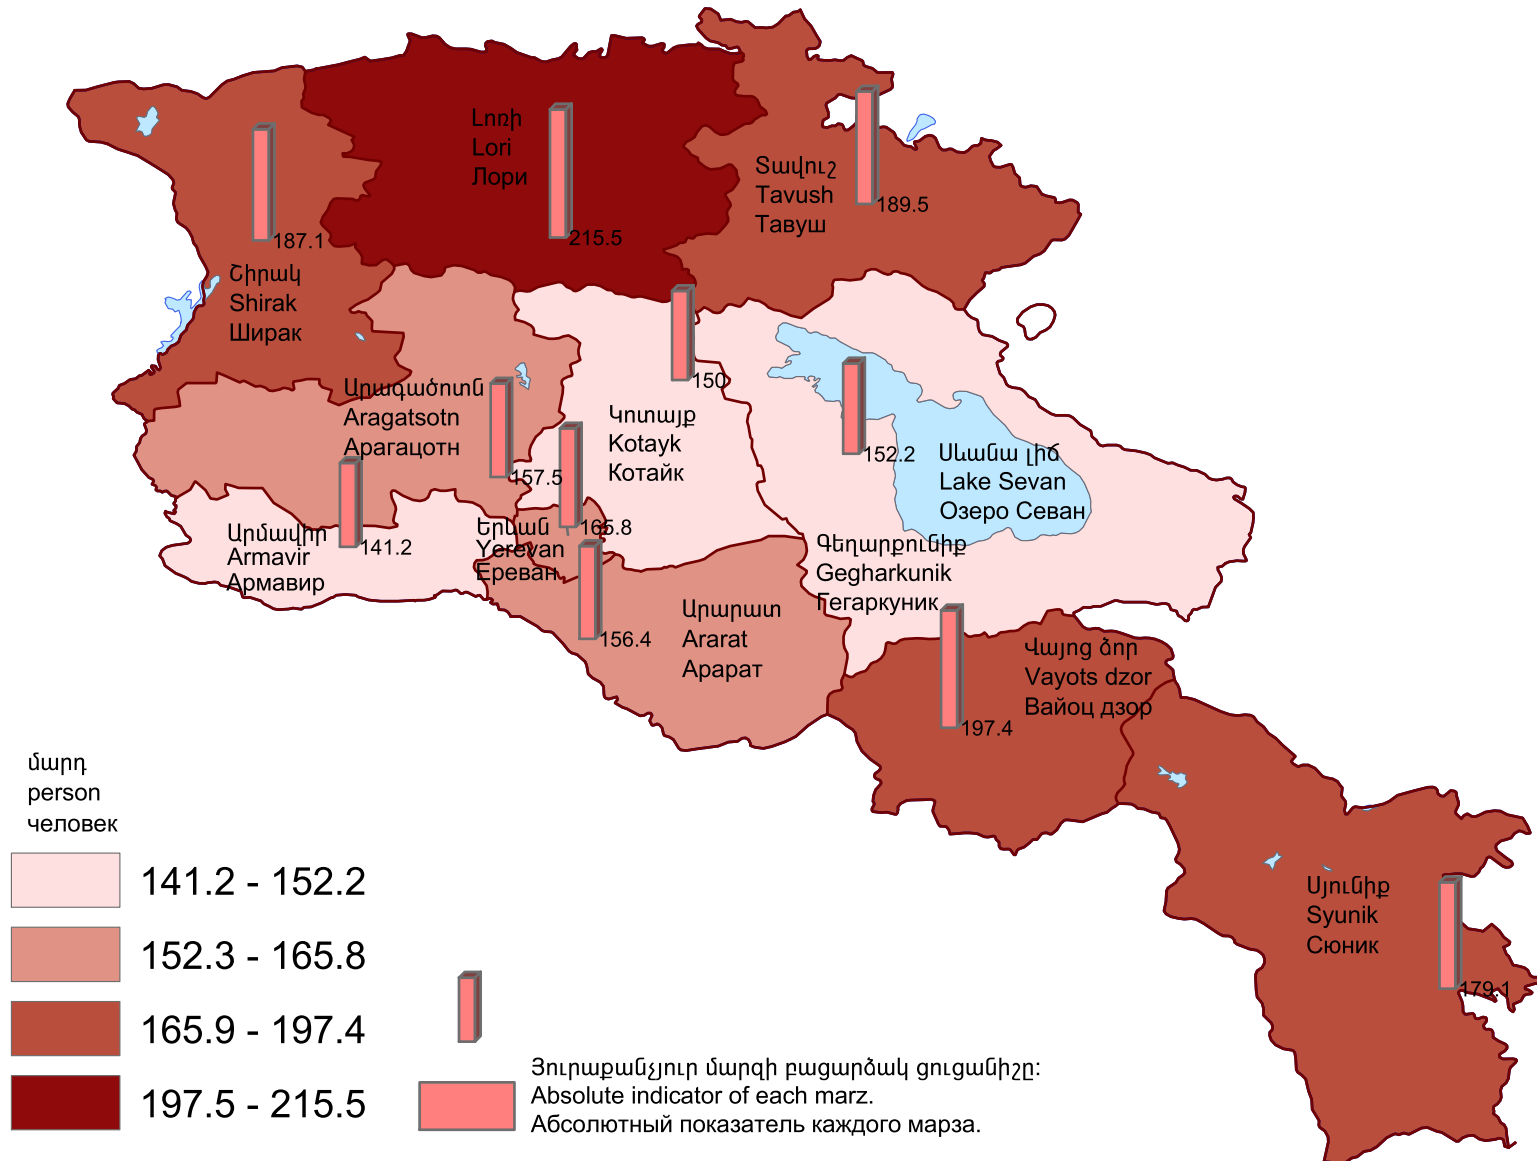 Լոռի
Lori
Лори
215.5
Տավուշ
Tavush
Тавуш
189.5
187.1
Շիրակ
Shirak
Ширак
150
Արագածոտն
Aragatsotn
Арагацотн
157.5
Կոտայք
Kotayk
Котайк
152.2
Սևանա լիճ
Lake Sevan
Озеро Севан
Արմավիր
Armavir
Армавир
141.2
Երևան
Yerevan
Ереван
165.8
Գեղարքունիք
Gegharkunik
Гегаркуник
156.4
Արարատ
Ararat
Арарат
Վայոց ձոր
Vayots dzor
Вайоц дзор
197.4
Սյունիք
Syunik
Сюник
179.1
մարդ
person
человек
141.2 - 152.2
152.3 - 165.8
165.9 - 197.4
197.5 - 215.5
Յուրաքանչյուր մարզի բացարձակ ցուցանիշը:
Absolute indicator of each marz.
Абсолютный показатель каждого марза.